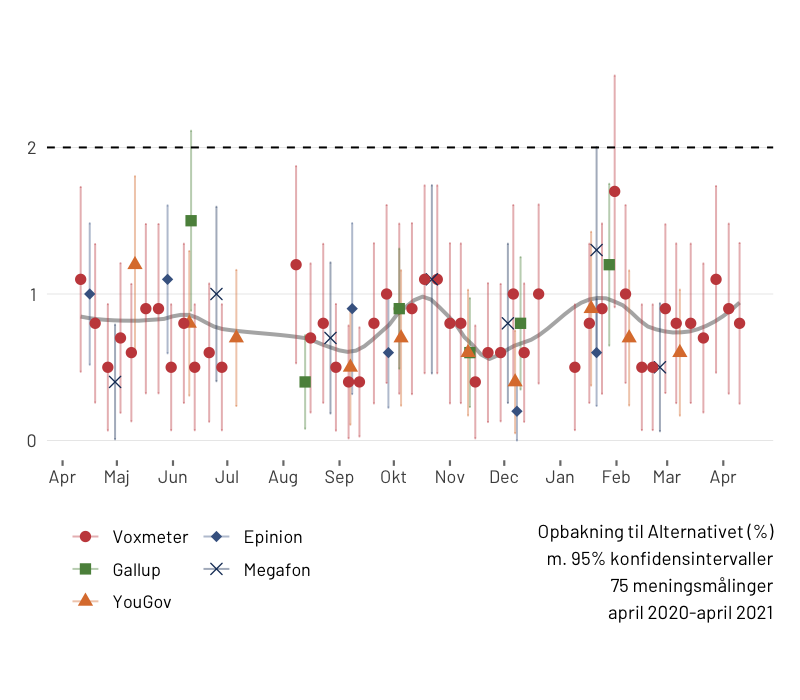 2
1
0
Apr Maj Jun Jul Aug Sep Okt Nov Dec Jan Feb Mar Apr
Voxmeter Epinion
Gallup Megafon
YouGov
Opbakning til Alternativet (%)
m. 95% konfidensintervaller
75 meningsmålinger
april 2020-april 2021